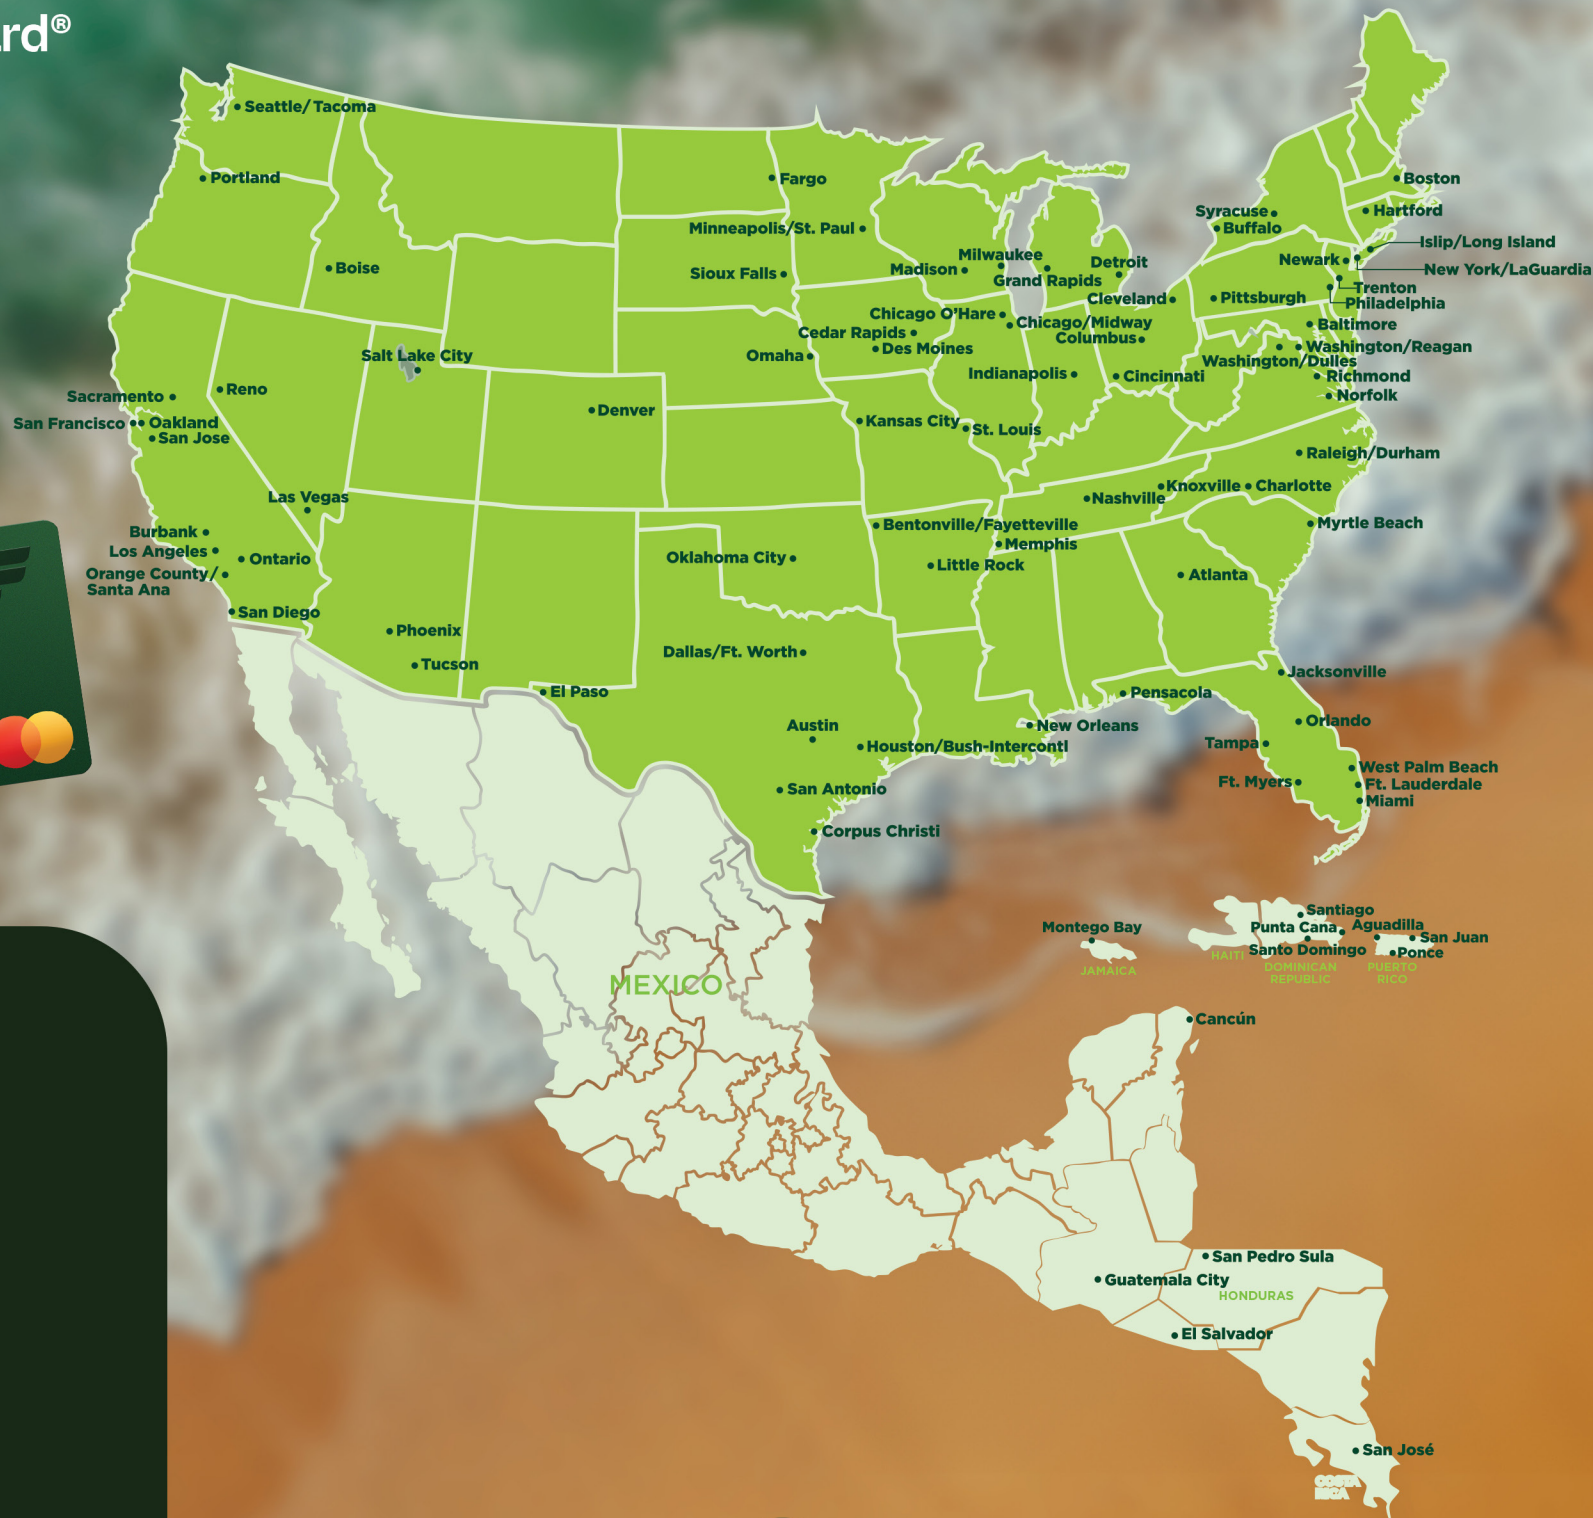 rd®
Seattle/Tacoma
Portland
Fargo
Boston
Syracuse
Hartford
Minneapolis/St. Paul
Buffalo
Islip/Long Island
Milwaukee
Newark
Detroit
Boise
Madison
New York/LaGuardia
Sioux Falls
Grand Rapids
Trenton
Cleveland
Pittsburgh
Philadelphia
Chicago O'Hare
Chicago/Midway
Baltimore
Cedar Rapids
Columbus
Des Moines
Washington/Reagan
Salt Lake City
Omaha
Washington/Dulles
Indianapolis
Cincinnati
Richmond
Reno
Sacramento
Norfolk
Denver
San Francisco
Oakland
Kansas City
St. Louis
San Jose
Raleigh/Durham
Knoxville
Charlotte
Las Vegas
Nashville
Bentonville/Fayetteville
Myrtle Beach
Burbank
Memphis
Los Angeles
Ontario
Oklahoma City
Little Rock
Orange County/
Santa Ana
Atlanta
San Diego
Phoenix
Dallas/Ft. Worth
Tucson
Jacksonville
El Paso
Pensacola
Orlando
Austin
New Orleans
Houston/Bush-Intercontl
Tampa
West Palm Beach
San Antonio
Ft. Myers
Ft. Lauderdale
Miami
Corpus Christi
Santiago
Montego Bay
Punta Cana
Aguadilla
San Juan
Santo Domingo
Ponce
HAITI
JAMAICA
DOMINICAN
REPUBLIC
PUERTO
RICO
MEXICO
Cancún
San Pedro Sula
Guatemala City
HONDURAS
El Salvador
San José
COSTA
RICA